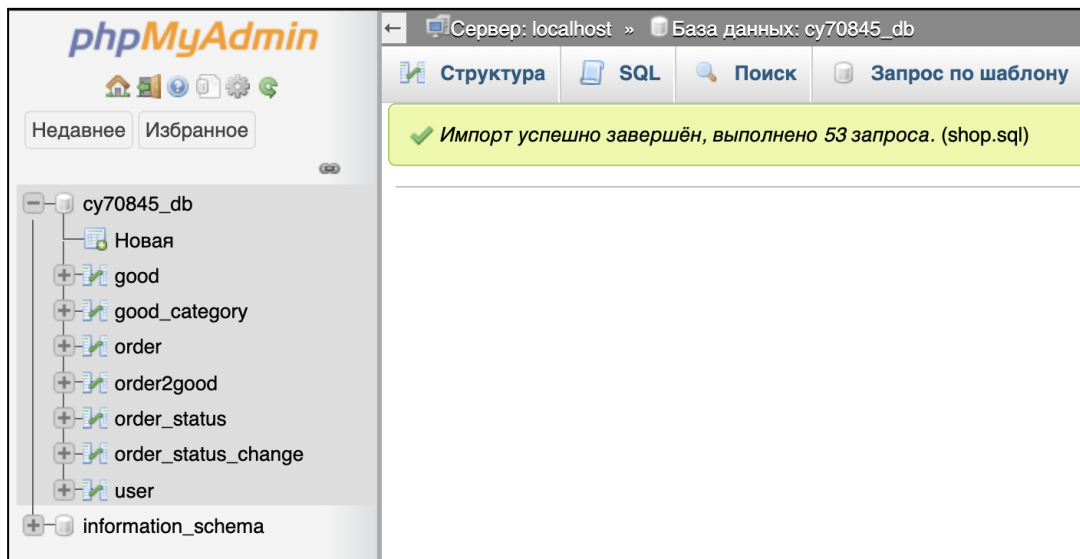 phpMyAdmin
Недавнее Избранное
cy70845_db
Новая
good
good_category
order
order2good
order_status
order_status_change
user
information_schema
← Сервер: localhost » База данных: cy70845_db
Структура SQL Поиск Запрос по шаблону
Импорт успешно завершён, выполнено 53 запроса. (shop.sql)